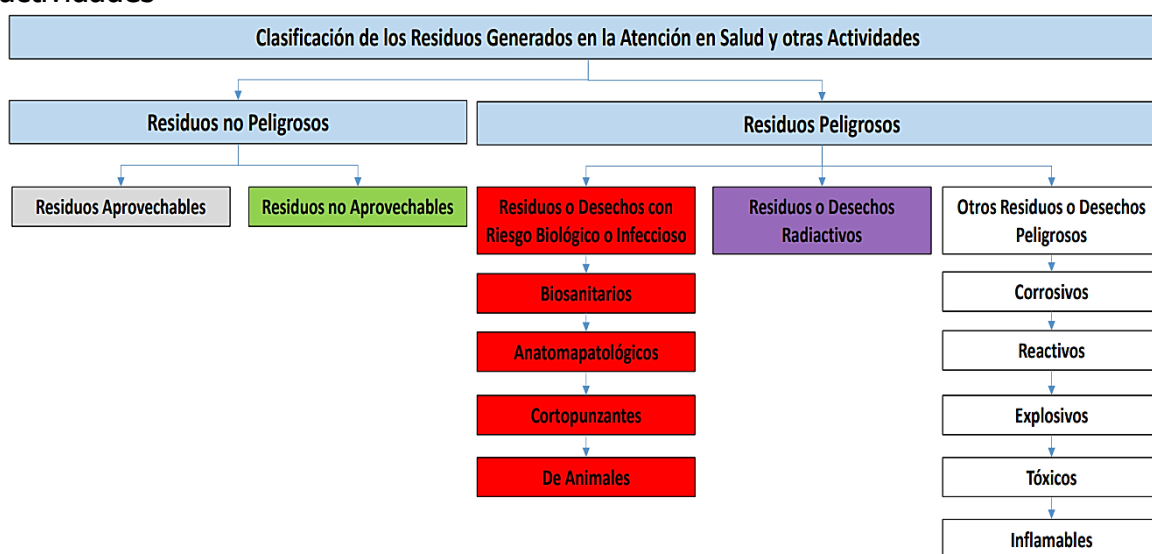 actividades
Clasificación de los Residuos Generados en la Atención en Salud y otras Actividades
Residuos no Peligrosos
Residuos Peligrosos
Residuos Aprovechables
Residuos no Aprovechables
Residuos o Desechos con
Riesgo Biológico o Infeccioso
Residuos o Desechos
Radiactivos
Otros Residuos o Desechos
Peligrosos
Biosanitarios
Anatomapatológicos
Cortopunzantes
De Animales
Corrosivos
Reactivos
Explosivos
Tóxicos
Inflamables